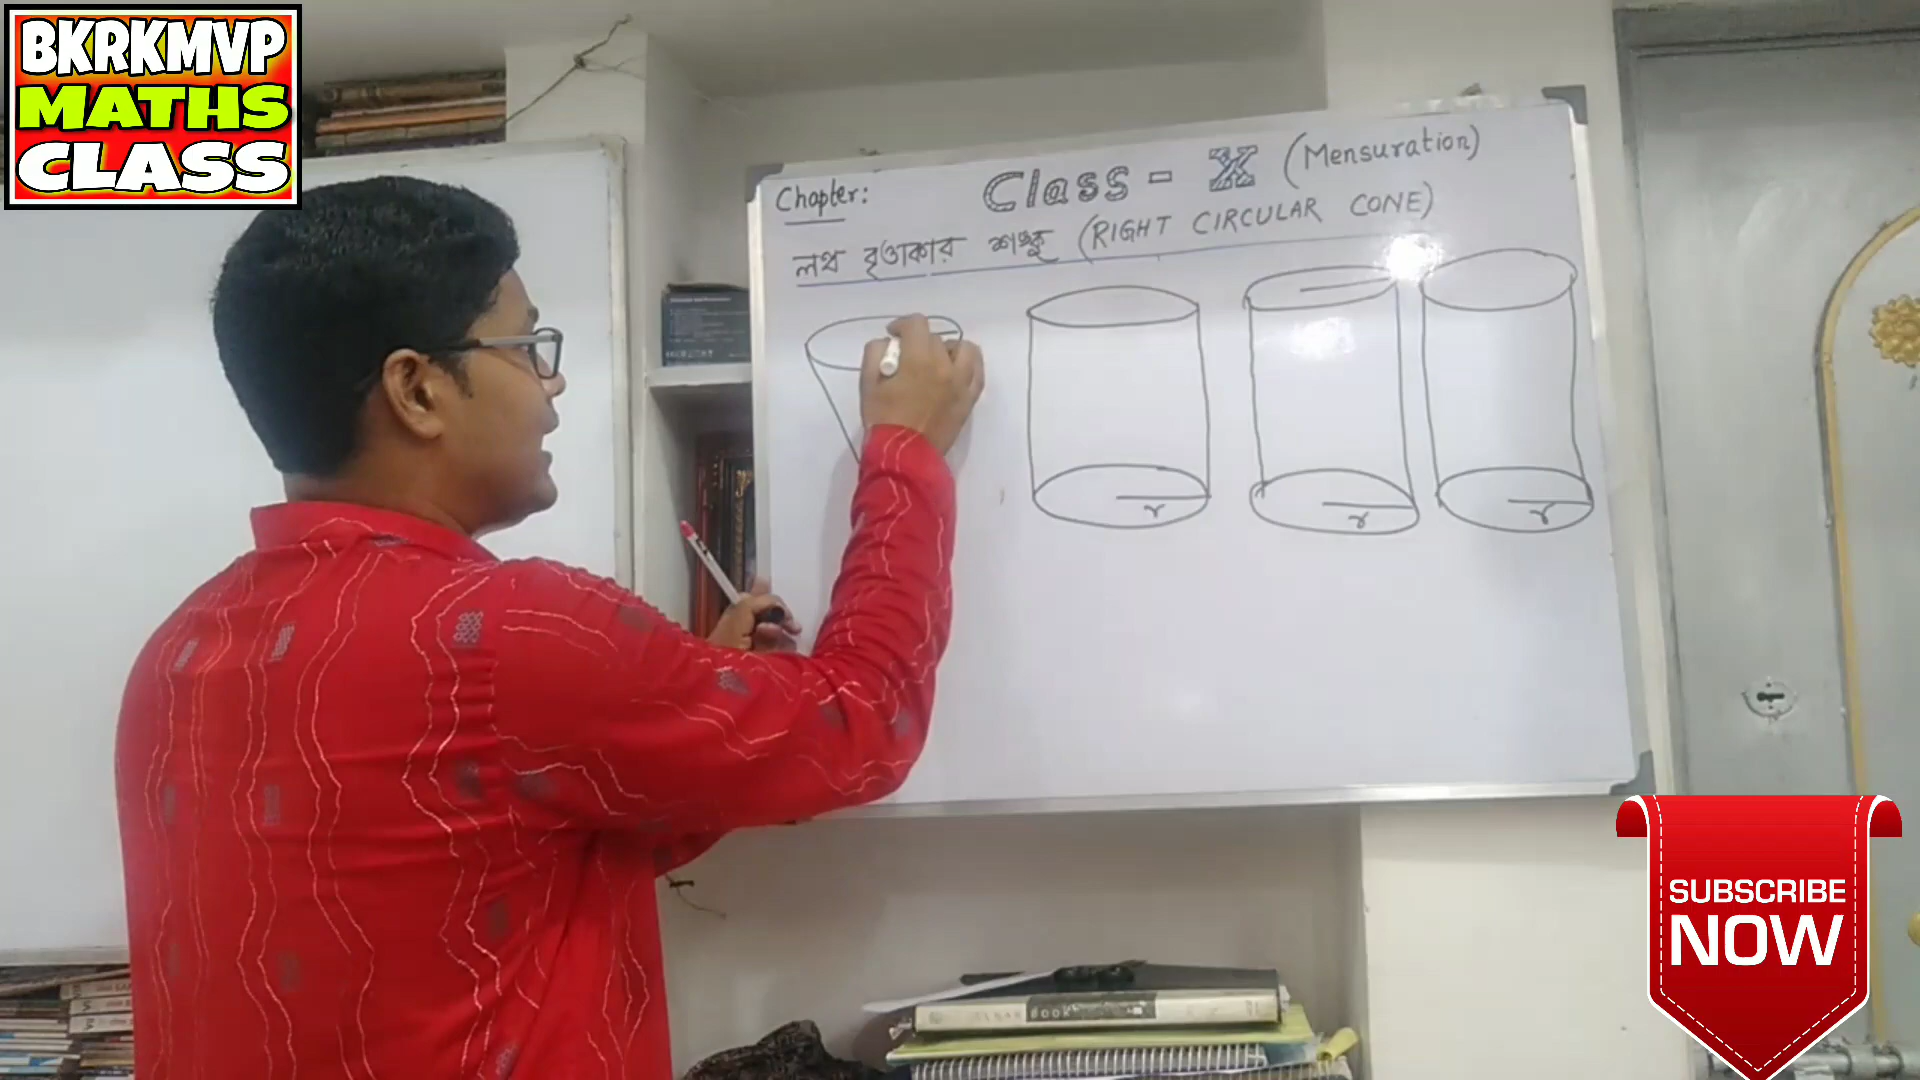 BKRKMVP
MATHS
CLASS
Chapter:
Class - X (Mensuration)
লম্ব বৃত্তাকার শঙ্কু (RIGHT CIRCULAR CONE)
r
r
r
SUBSCRIBE
NOW